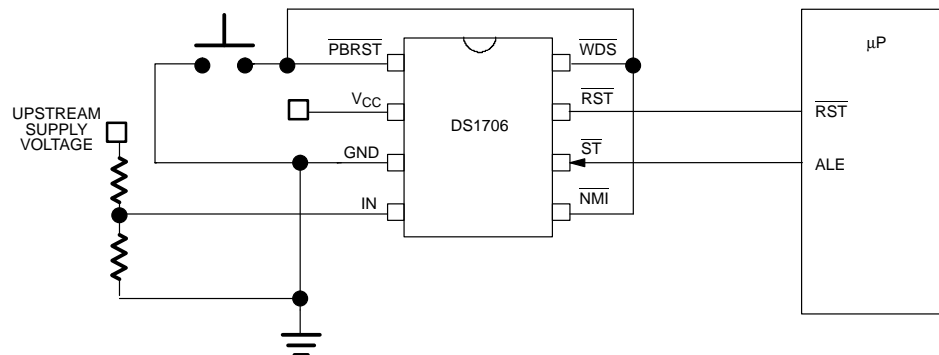 PBRST
WDS
μP
VCC
RST
RST
UPSTREAM
SUPPLY
VOLTAGE
DS1706
GND
ST
ALE
IN
NMI